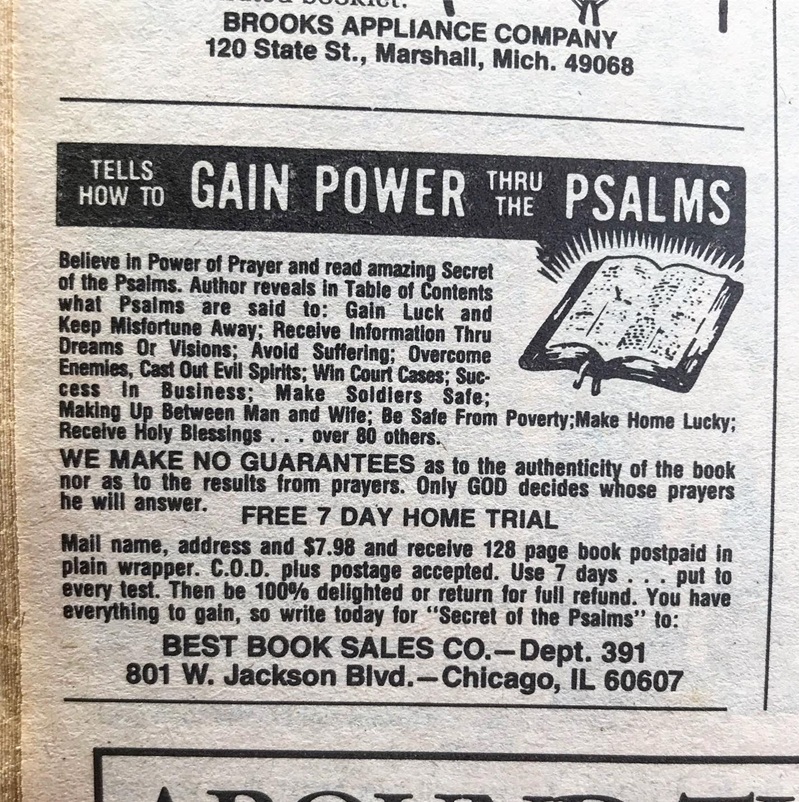 booklet.
BROOKS APPLIANCE COMPANY
120 State St., Marshall, Mich. 49068
TELLS HOW TO GAIN POWER THRU THE PSALMS
Believe in Power of Prayer and read amazing Secret
of the Psalms. Author reveals in Table of Contents
what Psalms are said to: Gain Luck and
Keep Misfortune Away; Receive Information Thru
Dreams Or Visions; Avoid Suffering; Overcome
Enemies, Cast Out Evil Spirits; Win Court Cases; Suc-
cess In Business; Make Soldiers Safe;
Making Up Between Man and Wife; Be Safe From Poverty;Make Home Lucky;
Receive Holy Blessings . . . over 80 others.
WE MAKE NO GUARANTEES as to the authenticity of the book
nor as to the results from prayers. Only GOD decides whose prayers
he will answer.
FREE 7 DAY HOME TRIAL
Mail name, address and $7.98 and receive 128 page book postpaid in
plain wrapper. C.O.D. plus postage accepted. Use 7 days . . . put to
every test. Then be 100% delighted or return for full refund. You have
everything to gain, so write today for "Secret of the Psalms" to:
BEST BOOK SALES CO.—Dept. 391
801 W. Jackson Blvd.—Chicago, IL 60607